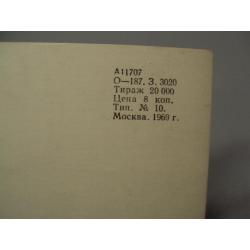 А11707
О—187. З. 3020
Тираж 20 000
Цена 8 коп.
Тип. № 10.
Москва. 1969 г.